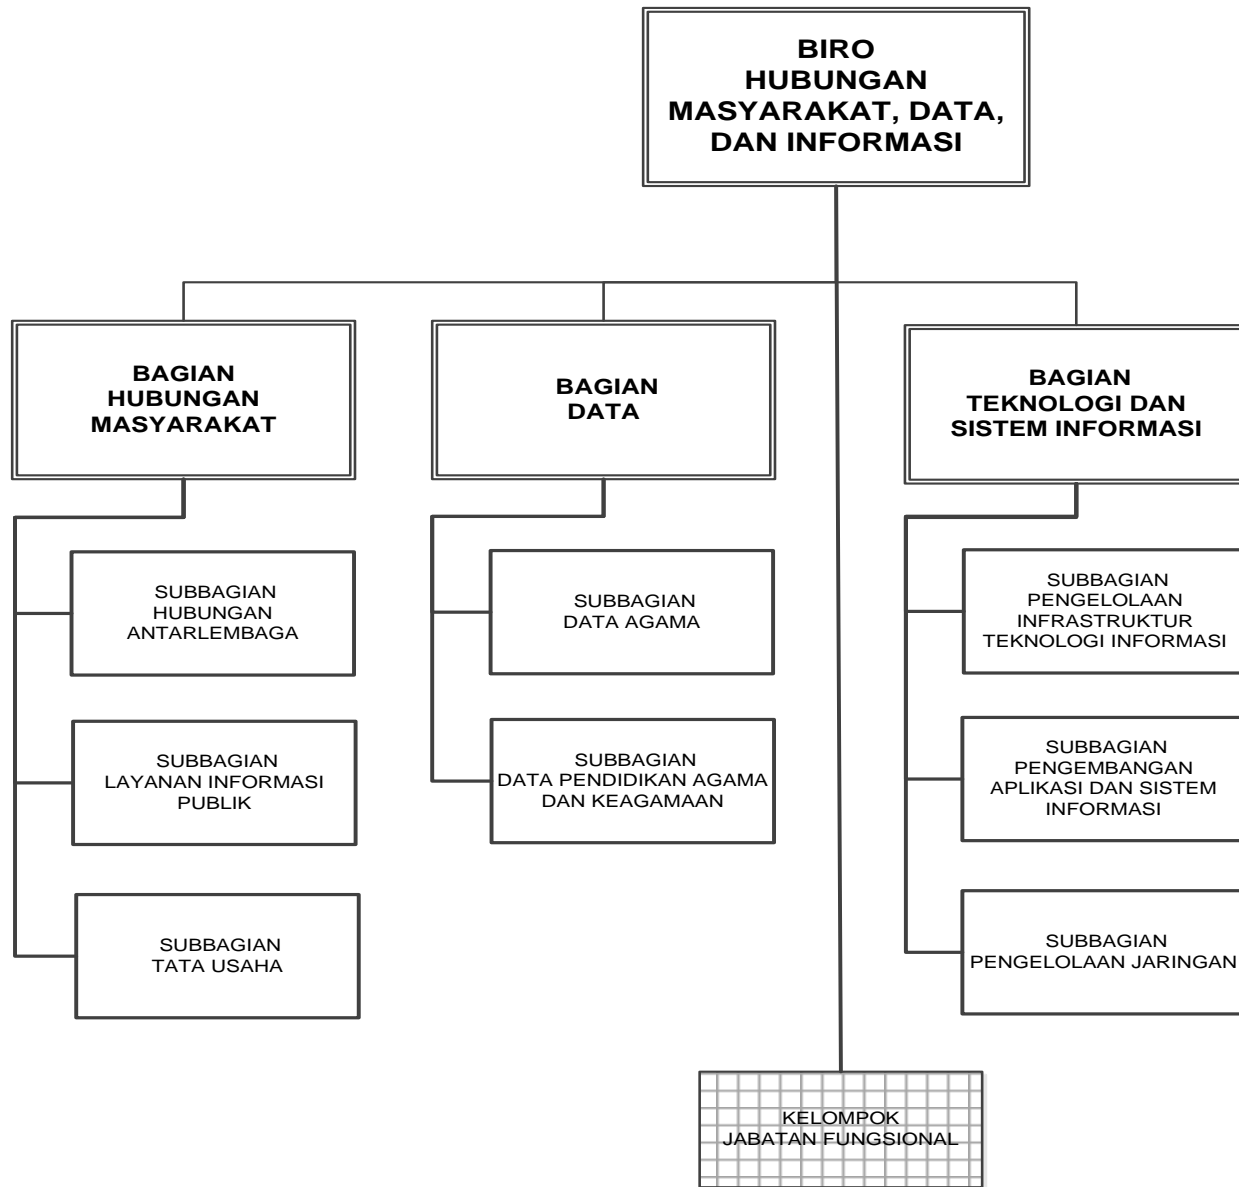 BIRO
HUBUNGAN
MASYARAKAT, DATA,
DAN INFORMASI
BAGIAN
HUBUNGAN
MASYARAKAT
BAGIAN
DATA
BAGIAN
TEKNOLOGI DAN
SISTEM INFORMASI
SUBBAGIAN
HUBUNGAN
ANTARLEMBAGA
SUBBAGIAN
DATA AGAMA
SUBBAGIAN
PENGELOLAAN
INFRASTRUKTUR
TEKNOLOGI INFORMASI
SUBBAGIAN
LAYANAN INFORMASI
PUBLIK
SUBBAGIAN
DATA PENDIDIKAN AGAMA
DAN KEAGAMAAN
SUBBAGIAN
PENGEMBANGAN
APLIKASI DAN SISTEM
INFORMASI
SUBBAGIAN
TATA USAHA
SUBBAGIAN
PENGELOLAAN JARINGAN
KELOMPOK
JABATAN FUNGSIONAL